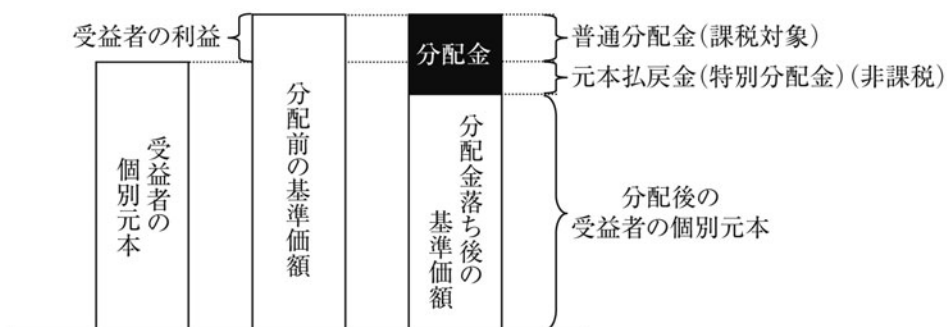 受益者の利益
受益者の
個別元本
分配前の基準価額
分配金
分配金落ち後の
基準価額
普通分配金(課税対象)
元本払戻金(特別分配金)(非課税)
分配後の
受益者の個別元本